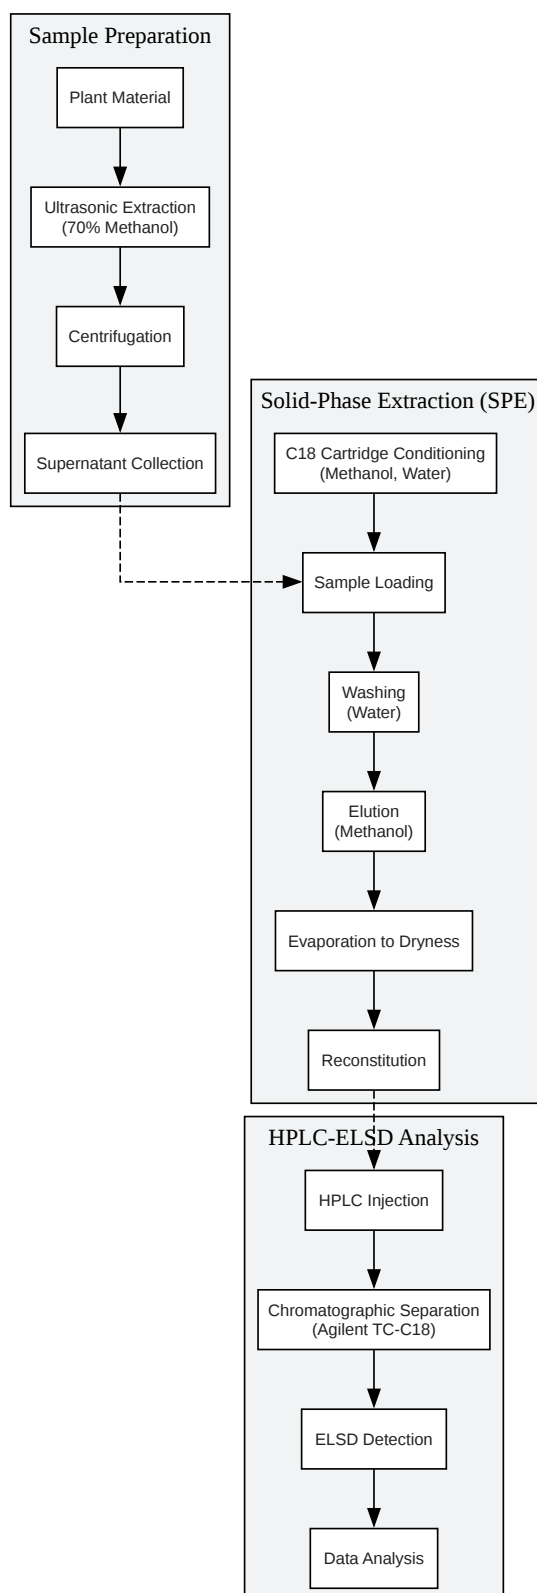 Sample Preparation
Plant Material
Ultrasonic Extraction
(70% Methanol)
Centrifugation
Supernatant Collection
Solid-Phase Extraction (SPE)
C18 Cartridge Conditioning
(Methanol, Water)
Sample Loading
Washing
(Water)
Elution
(Methanol)
Evaporation to Dryness
Reconstitution
HPLC-ELSD Analysis
HPLC Injection
Chromatographic Separation
(Agilent TC-C18)
ELSD Detection
Data Analysis